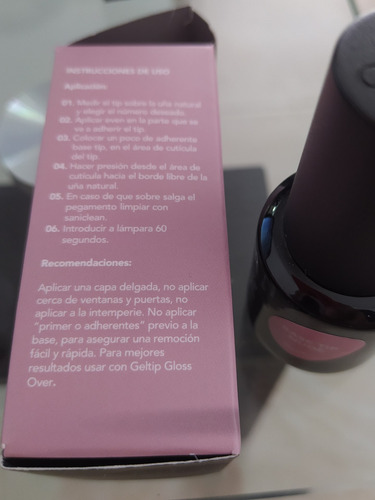 INSTRUCCIONES DE USO
Aplicación:
01. Medir el tip sobre la uña natural
y elegir el número deseado.
02. Aplicar even en la parte que se
va a adherir el tip.
03. Colocar un poco de adherente
base tip, en el área de cutícula
del tip.
04. Hacer presión desde el área de
cutícula hacia el borde libre de la
uña natural.
05. En caso de que sobre salga el
pegamento limpiar con
saniclean.
06. Introducir a lámpara 60
segundos.
Recomendaciones:
Aplicar una capa delgada, no aplicar
cerca de ventanas y puertas, no
aplicar a la intemperie. No aplicar
“primer o adherentes” previo a la
base, para asegurar una remoción
fácil y rápida. Para mejores
resultados usar con Geltip Gloss
Over.